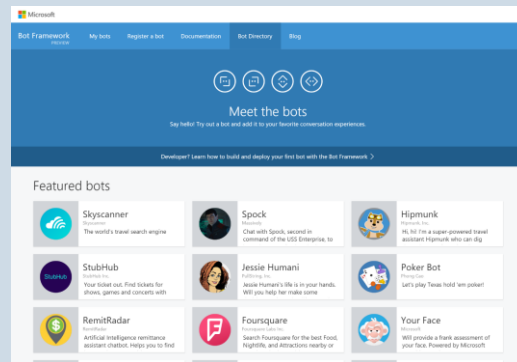 Microsoft
Bot Framework
PREVIEW
My bots
Register a bot
Documentation
Bot Directory
Blog
Meet the bots
Say hello! Try out a bot and add it to your favorite conversation experiences.
Developer? Learn how to build and deploy your first bot with the Bot Framework
Featured bots
Skyscanner
Skyscanner
The world's travel search engine
Spock
Chat with Spock, second in
command of the USS Enterprise, to
Hipmunk
Hipmunk, Inc.
Hi, hi! I'm a super-powered travel
assistant Hipmunk who can dig
StubHub
StubHub
StubHub Inc.
Your ticket out. Find tickets for
shows, games and concerts with
Jessie Humani
PullString, Inc.
Jessie Humani's life is in your hands.
Will you help her make some
Poker Bot
Let's play Texas hold 'em poker!
RemitRadar
RemitRadar
Artificial Intelligence remittance
assistant chatbot. Helps you to find
Foursquare
Foursquare Labs Inc.
Search Foursquare for the best Food,
Nightlife, and Attractions nearby or
Your Face
Microsoft
Will provide a frank assessment of
your face. Powered by Microsoft